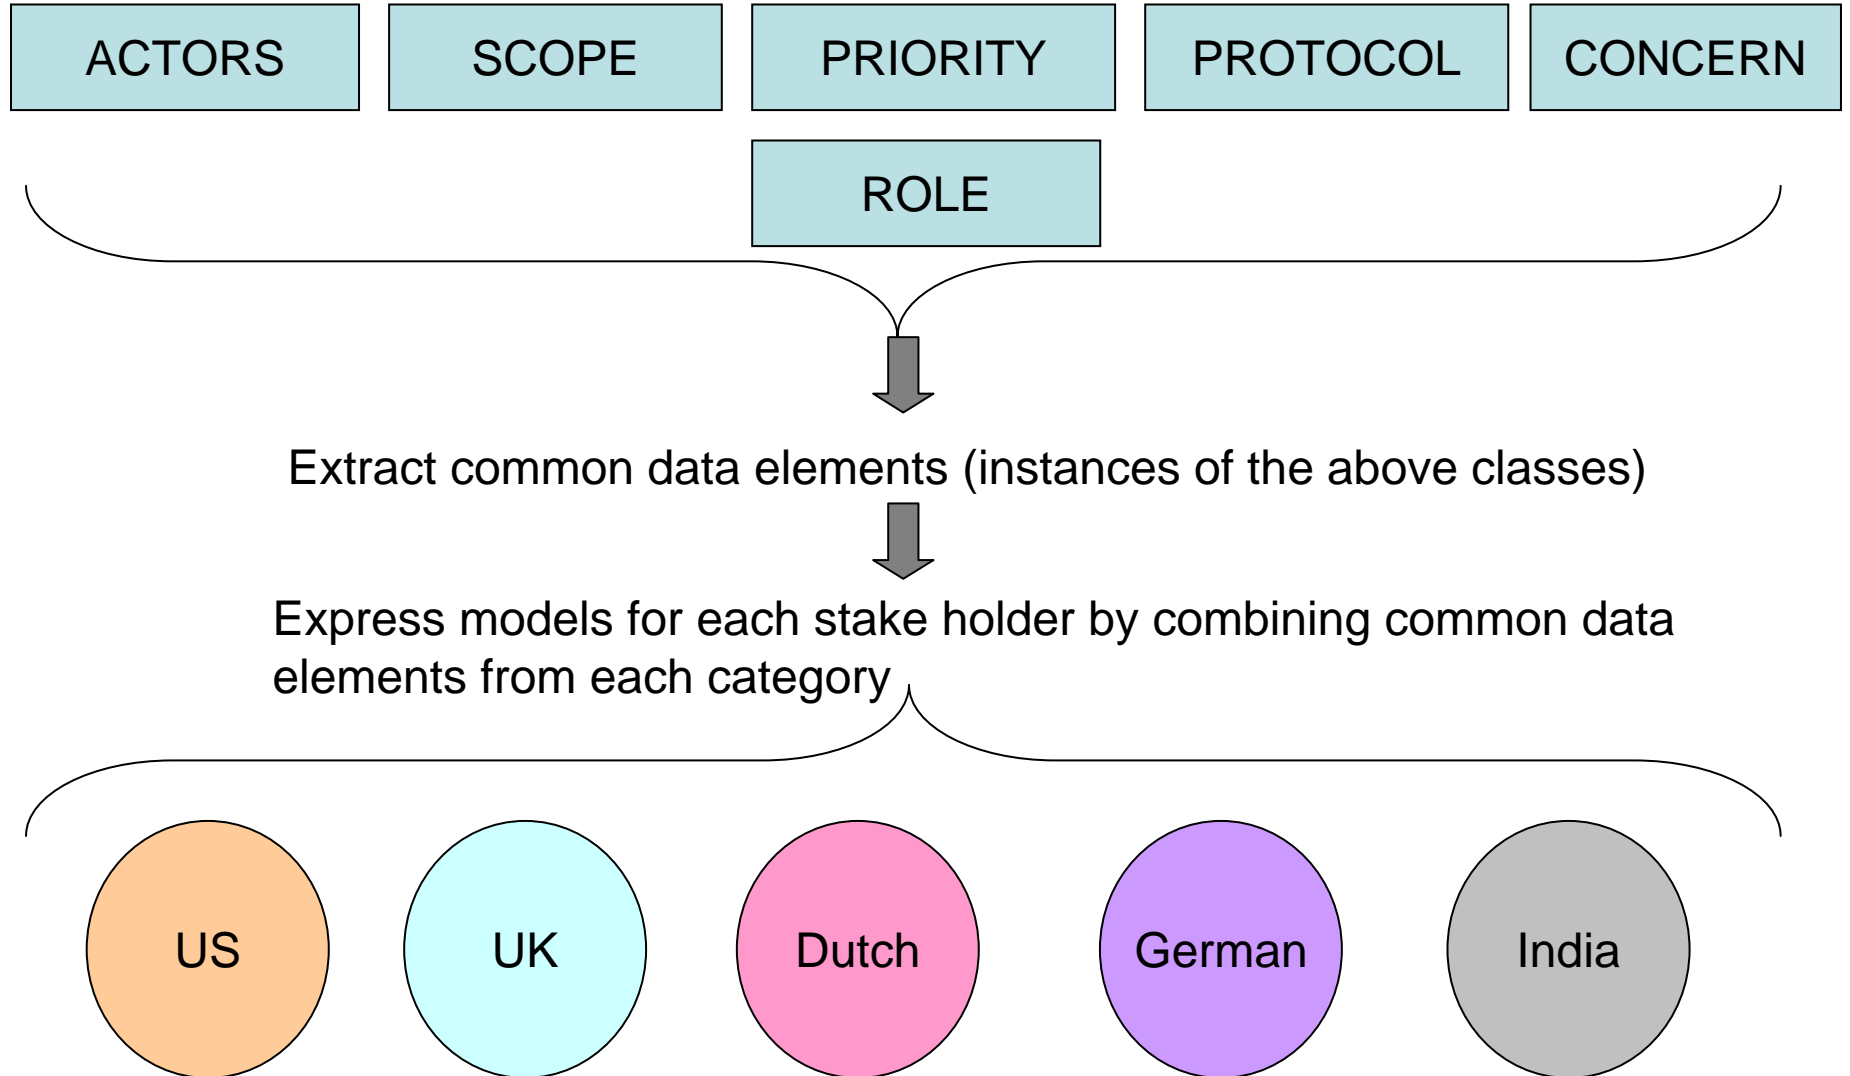 ACTORS
SCOPE
PRIORITY
PROTOCOL
CONCERN
ROLE
Extract common data elements (instances of the above classes)
Express models for each stake holder by combining common data
elements from each category
US
UK
Dutch
German
India